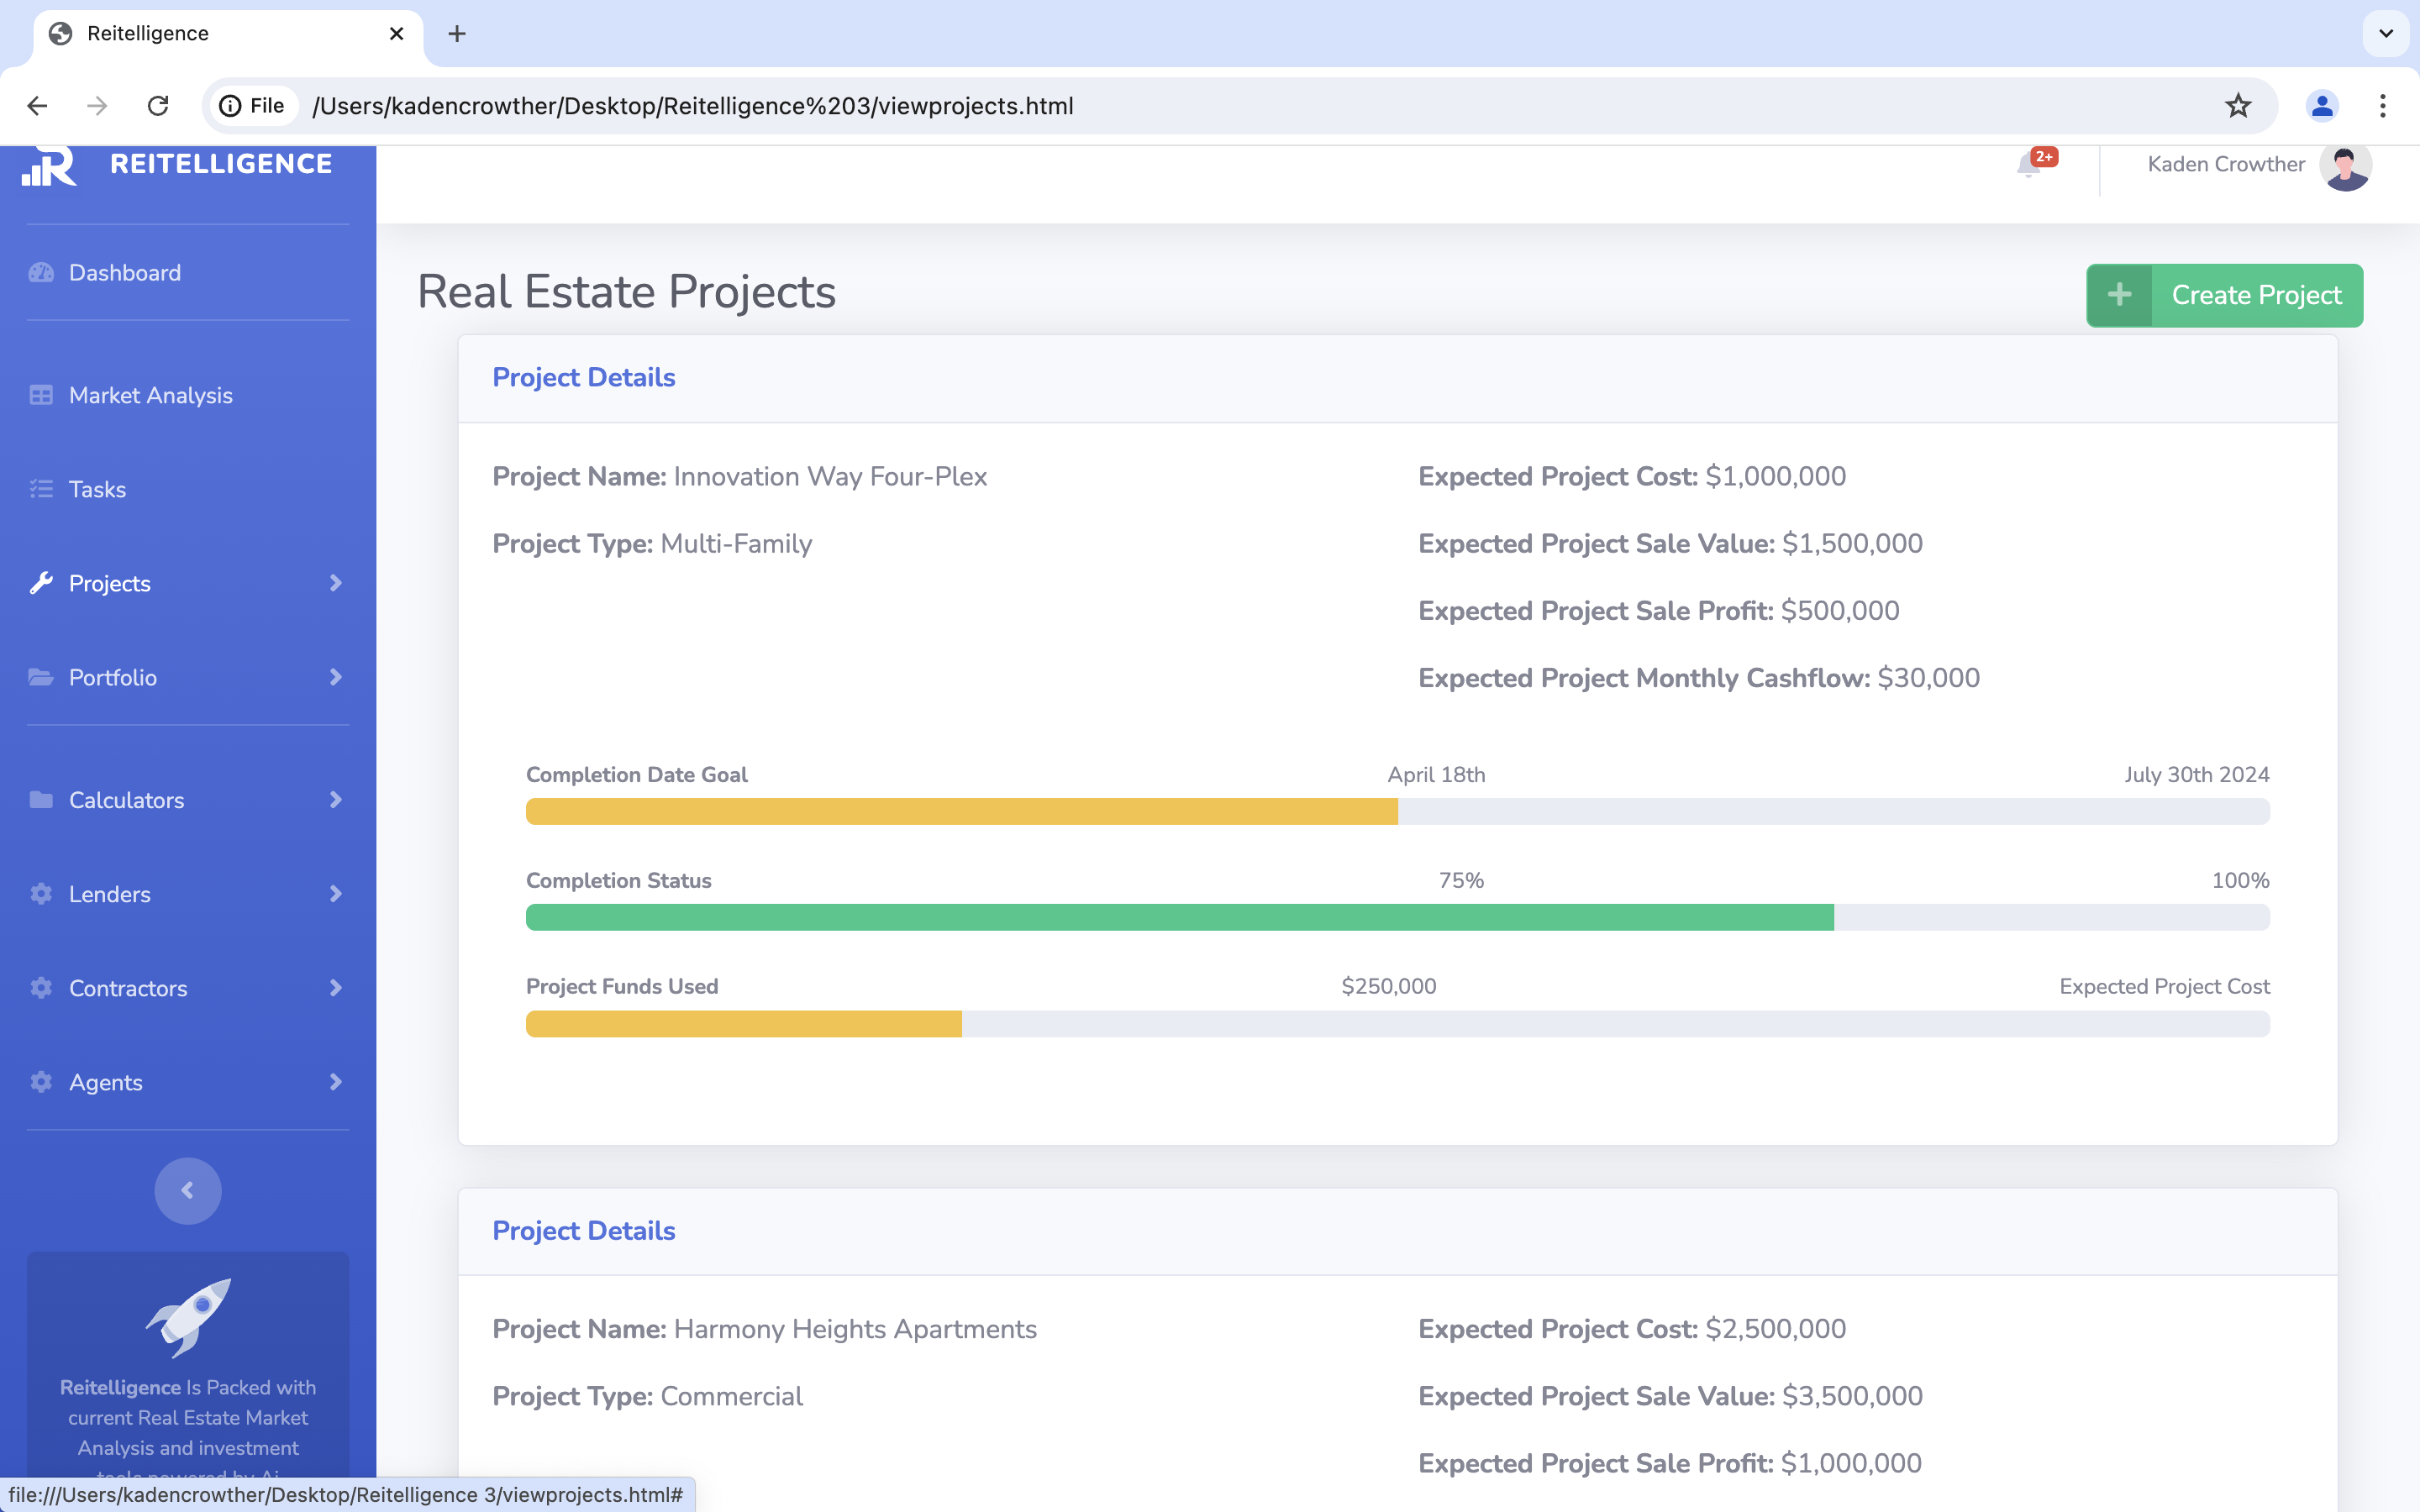 Reitelligence
File
/Users/kadencrowther/Desktop/Reitelligence%203/viewprojects.html
REITELLIGENCE
2+
Kaden Crowther
Dashboard
Market Analysis
Tasks
Projects
Portfolio
Calculators
Lenders
Contractors
Agents
Reitelligence Is Packed with
current Real Estate Market
Analysis and investment
tools powered by Ai
file:///Users/kadencrowther/Desktop/Reitelligence 3/viewprojects.html#
Real Estate Projects
Create Project
Project Details
Project Name: Innovation Way Four-Plex
Project Type: Multi-Family
Expected Project Cost: $1,000,000
Expected Project Sale Value: $1,500,000
Expected Project Sale Profit: $500,000
Expected Project Monthly Cashflow: $30,000
Completion Date Goal April 18th July 30th 2024
Completion Status 75% 100%
Project Funds Used $250,000 Expected Project Cost
Project Details
Project Name: Harmony Heights Apartments
Project Type: Commercial
Expected Project Cost: $2,500,000
Expected Project Sale Value: $3,500,000
Expected Project Sale Profit: $1,000,000